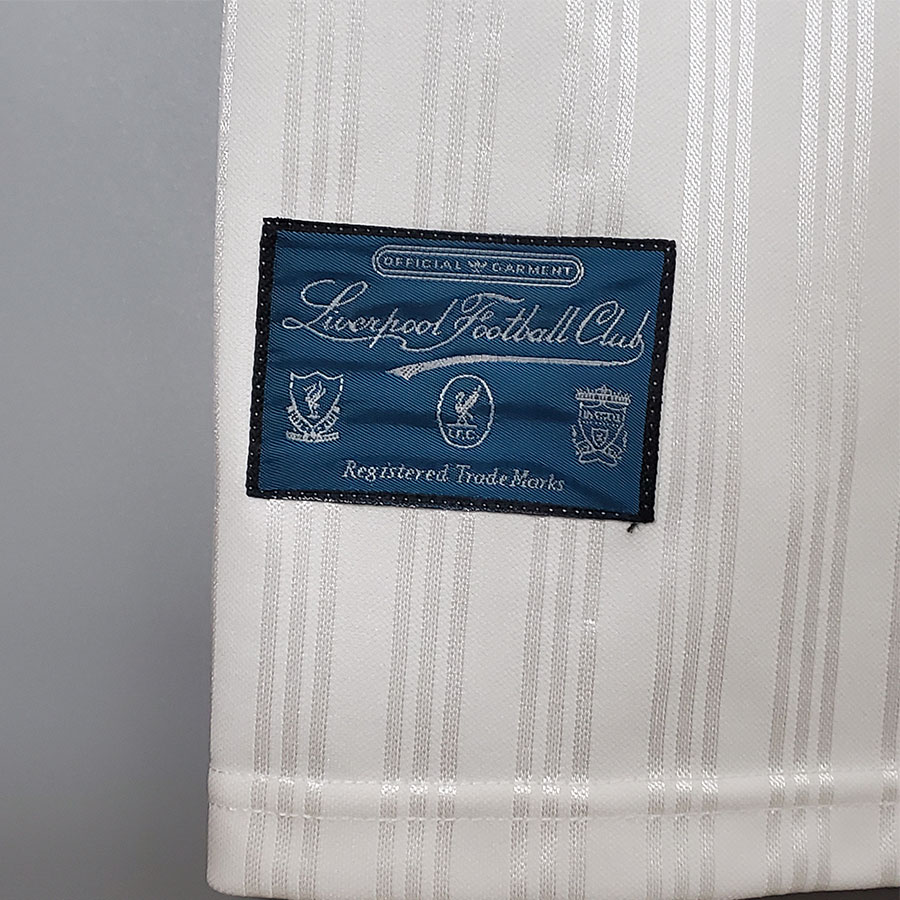 OFFICIAL GARMENT
Liverpool Football Club
L.F.C.
Registered Trade Marks